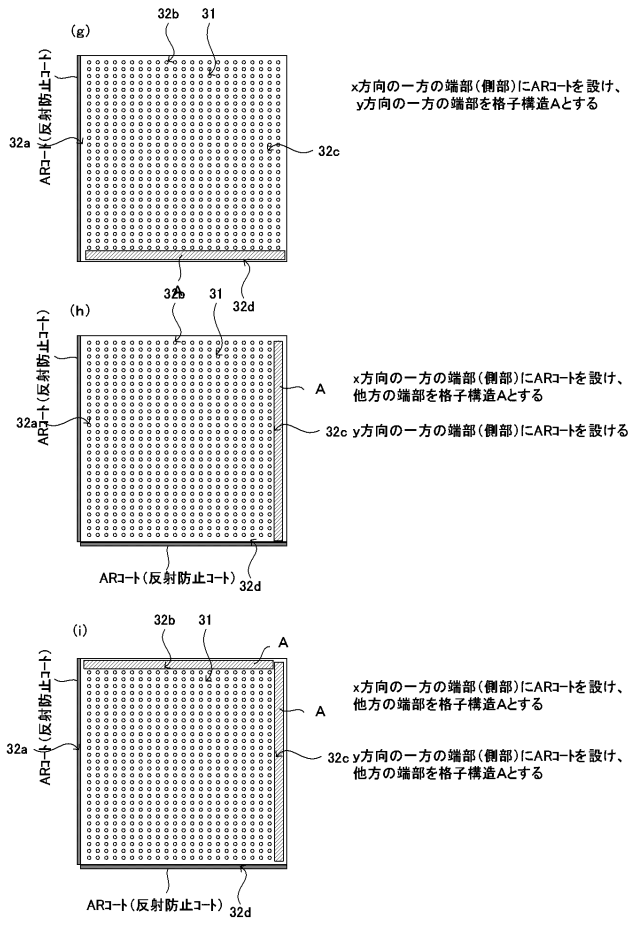 (g)
32b
31
ARコート(反射防止コート)
32a
x方向の一方の端部(側部)にARコートを設け、
y方向の一方の端部を格子構造Aとする
32c
A
32d
(h)
32b
31
ARコート(反射防止コート)
32a
A
x方向の一方の端部(側部)にARコートを設け、
他方の端部を格子構造Aとする
32c
y方向の一方の端部(側部)にARコートを設ける
ARコート(反射防止コート)
32d
(i)
32b
31
A
ARコート(反射防止コート)
32a
A
x方向の一方の端部(側部)にARコートを設け、
他方の端部を格子構造Aとする
32c
y方向の一方の端部(側部)にARコートを設け、
他方の端部を格子構造Aとする
ARコート(反射防止コート)
32d